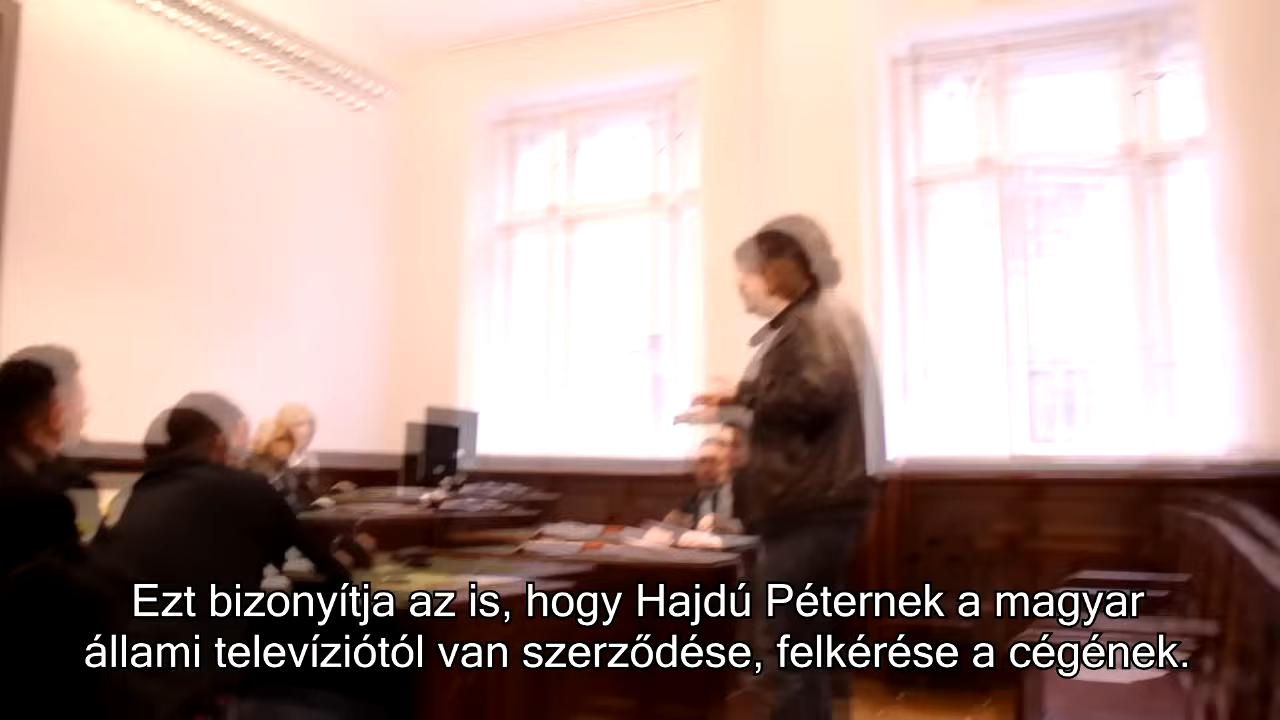 Ezt bizonyítja az is, hogy Hajdú Péternek a magyar
állami televíziótól van szerződése, felkérése a cégének.